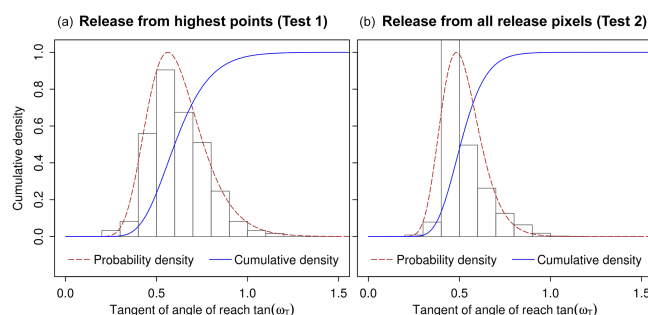 (a) Release from highest points (Test 1)
(b) Release from all release pixels (Test 2)
Cumulative density
1.0
0.8
0.6
0.4
0.2
0.0
Probability density
Cumulative density
Probability density
Cumulative density
0.0 0.5 1.0 1.5
0.0 0.5 1.0 1.5
Tangent of angle of reach tan(ωT)
Tangent of angle of reach tan(ωT)